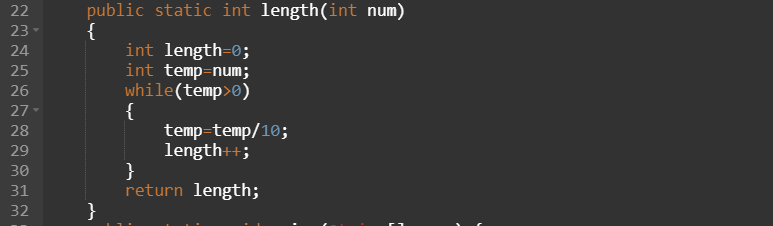 22 public static int length(int num)
23 {
24 int length=0;
25 int temp=num;
26 while(temp>0)
27 {
28 temp=temp/10;
29 length++;
30 }
31 return length;
32 }